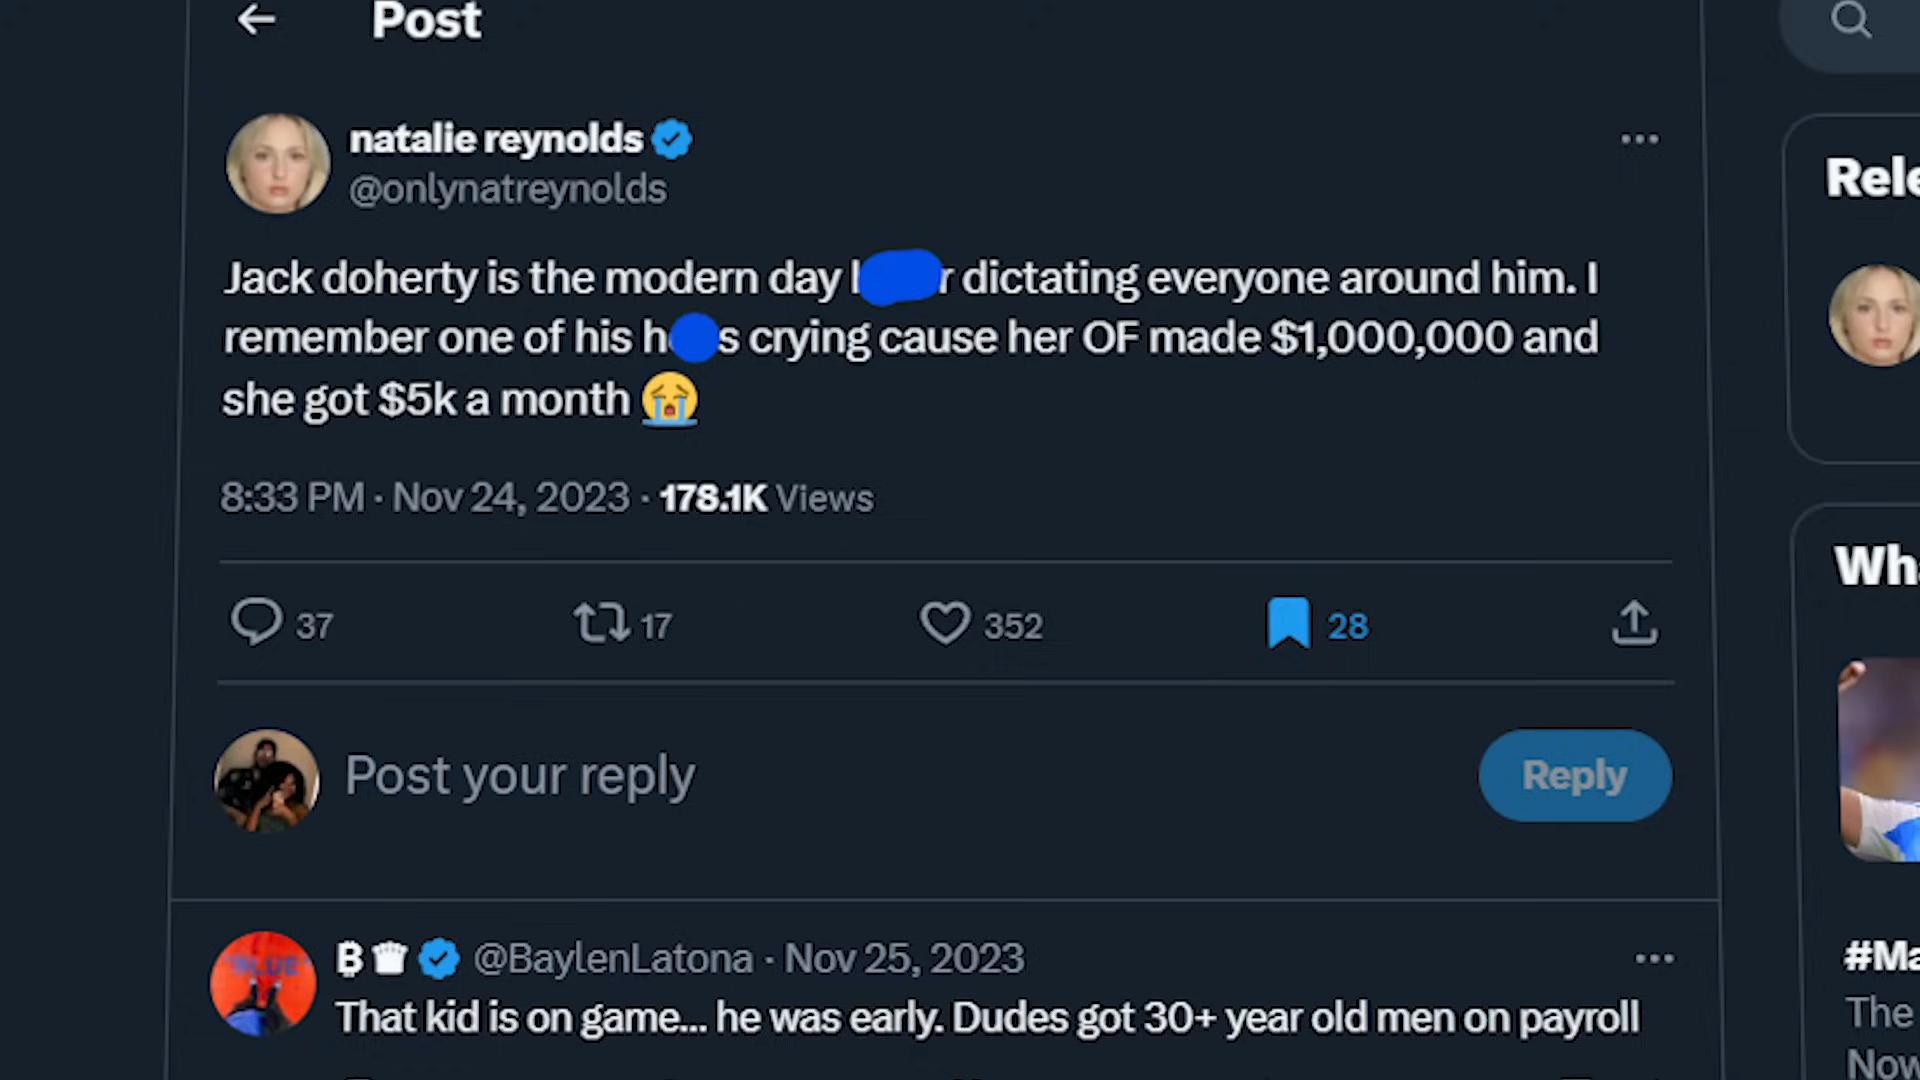 Post
natalie reynolds
@onlynatreynolds
Jack doherty is the modern day dictating everyone around him. I
remember one of his crying cause her OF made $1,000,000 and
she got $5k a month 😭
8:33 PM · Nov 24, 2023 · 178.1K Views
37 17 352 28
Post your reply
Reply
@BaylenLatona · Nov 25, 2023
That kid is on game... he was early. Dudes got 30+ year old men on payroll
Rele
Wha
#Ma
The
Now